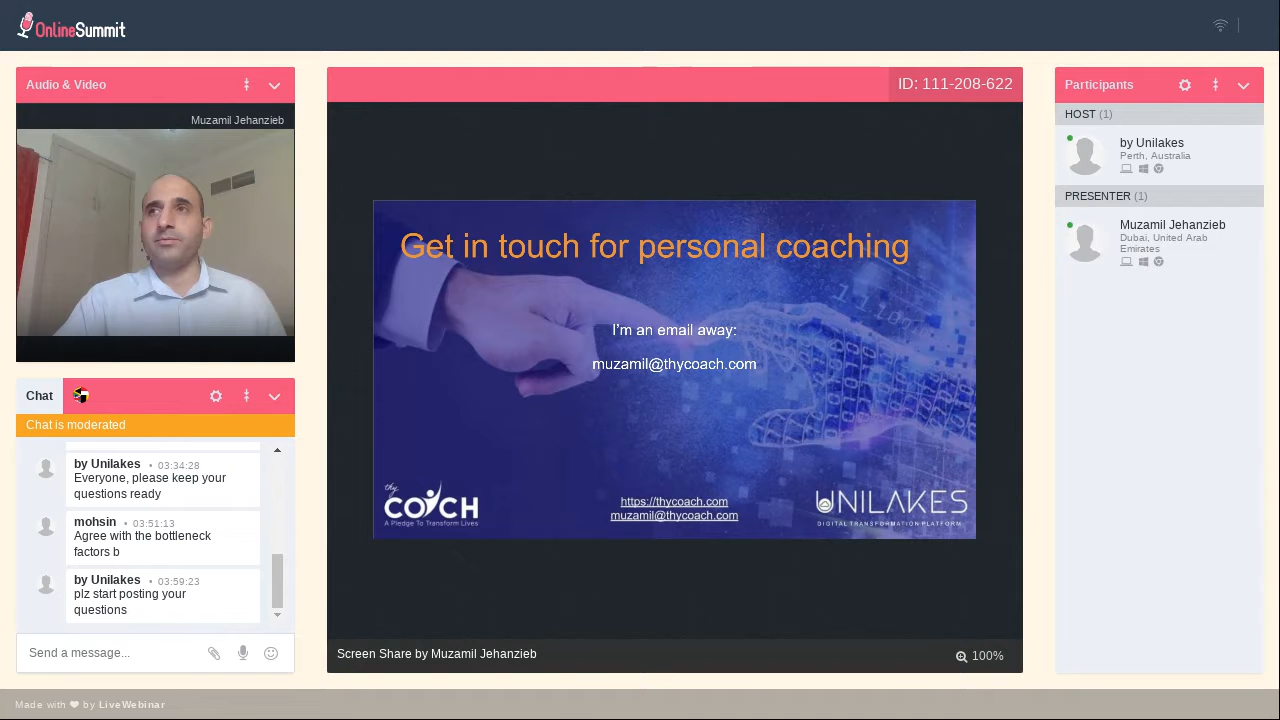 OnlineSummit
Audio & Video
Muzamil Jehanzieb
Chat
Chat is moderated
by Unilakes • 03:34:28
Everyone, please keep your
questions ready
mohsin • 03:51:13
Agree with the bottleneck
factors b
by Unilakes • 03:59:23
plz start posting your
questions
Send a message...
ID: 111-208-622
Get in touch for personal coaching
I'm an email away:
muzamil@thycoach.com
thy
COACH
A Pledge To Transform Lives
https://thycoach.com
muzamil@thycoach.com
UNILAKES
DIGITAL TRANSFORMATION PLATFORM
Screen Share by Muzamil Jehanzieb
100%
Participants
HOST (1)
by Unilakes
Perth, Australia
PRESENTER (1)
Muzamil Jehanzieb
Dubai, United Arab
Emirates
Made with ❤ by LiveWebinar